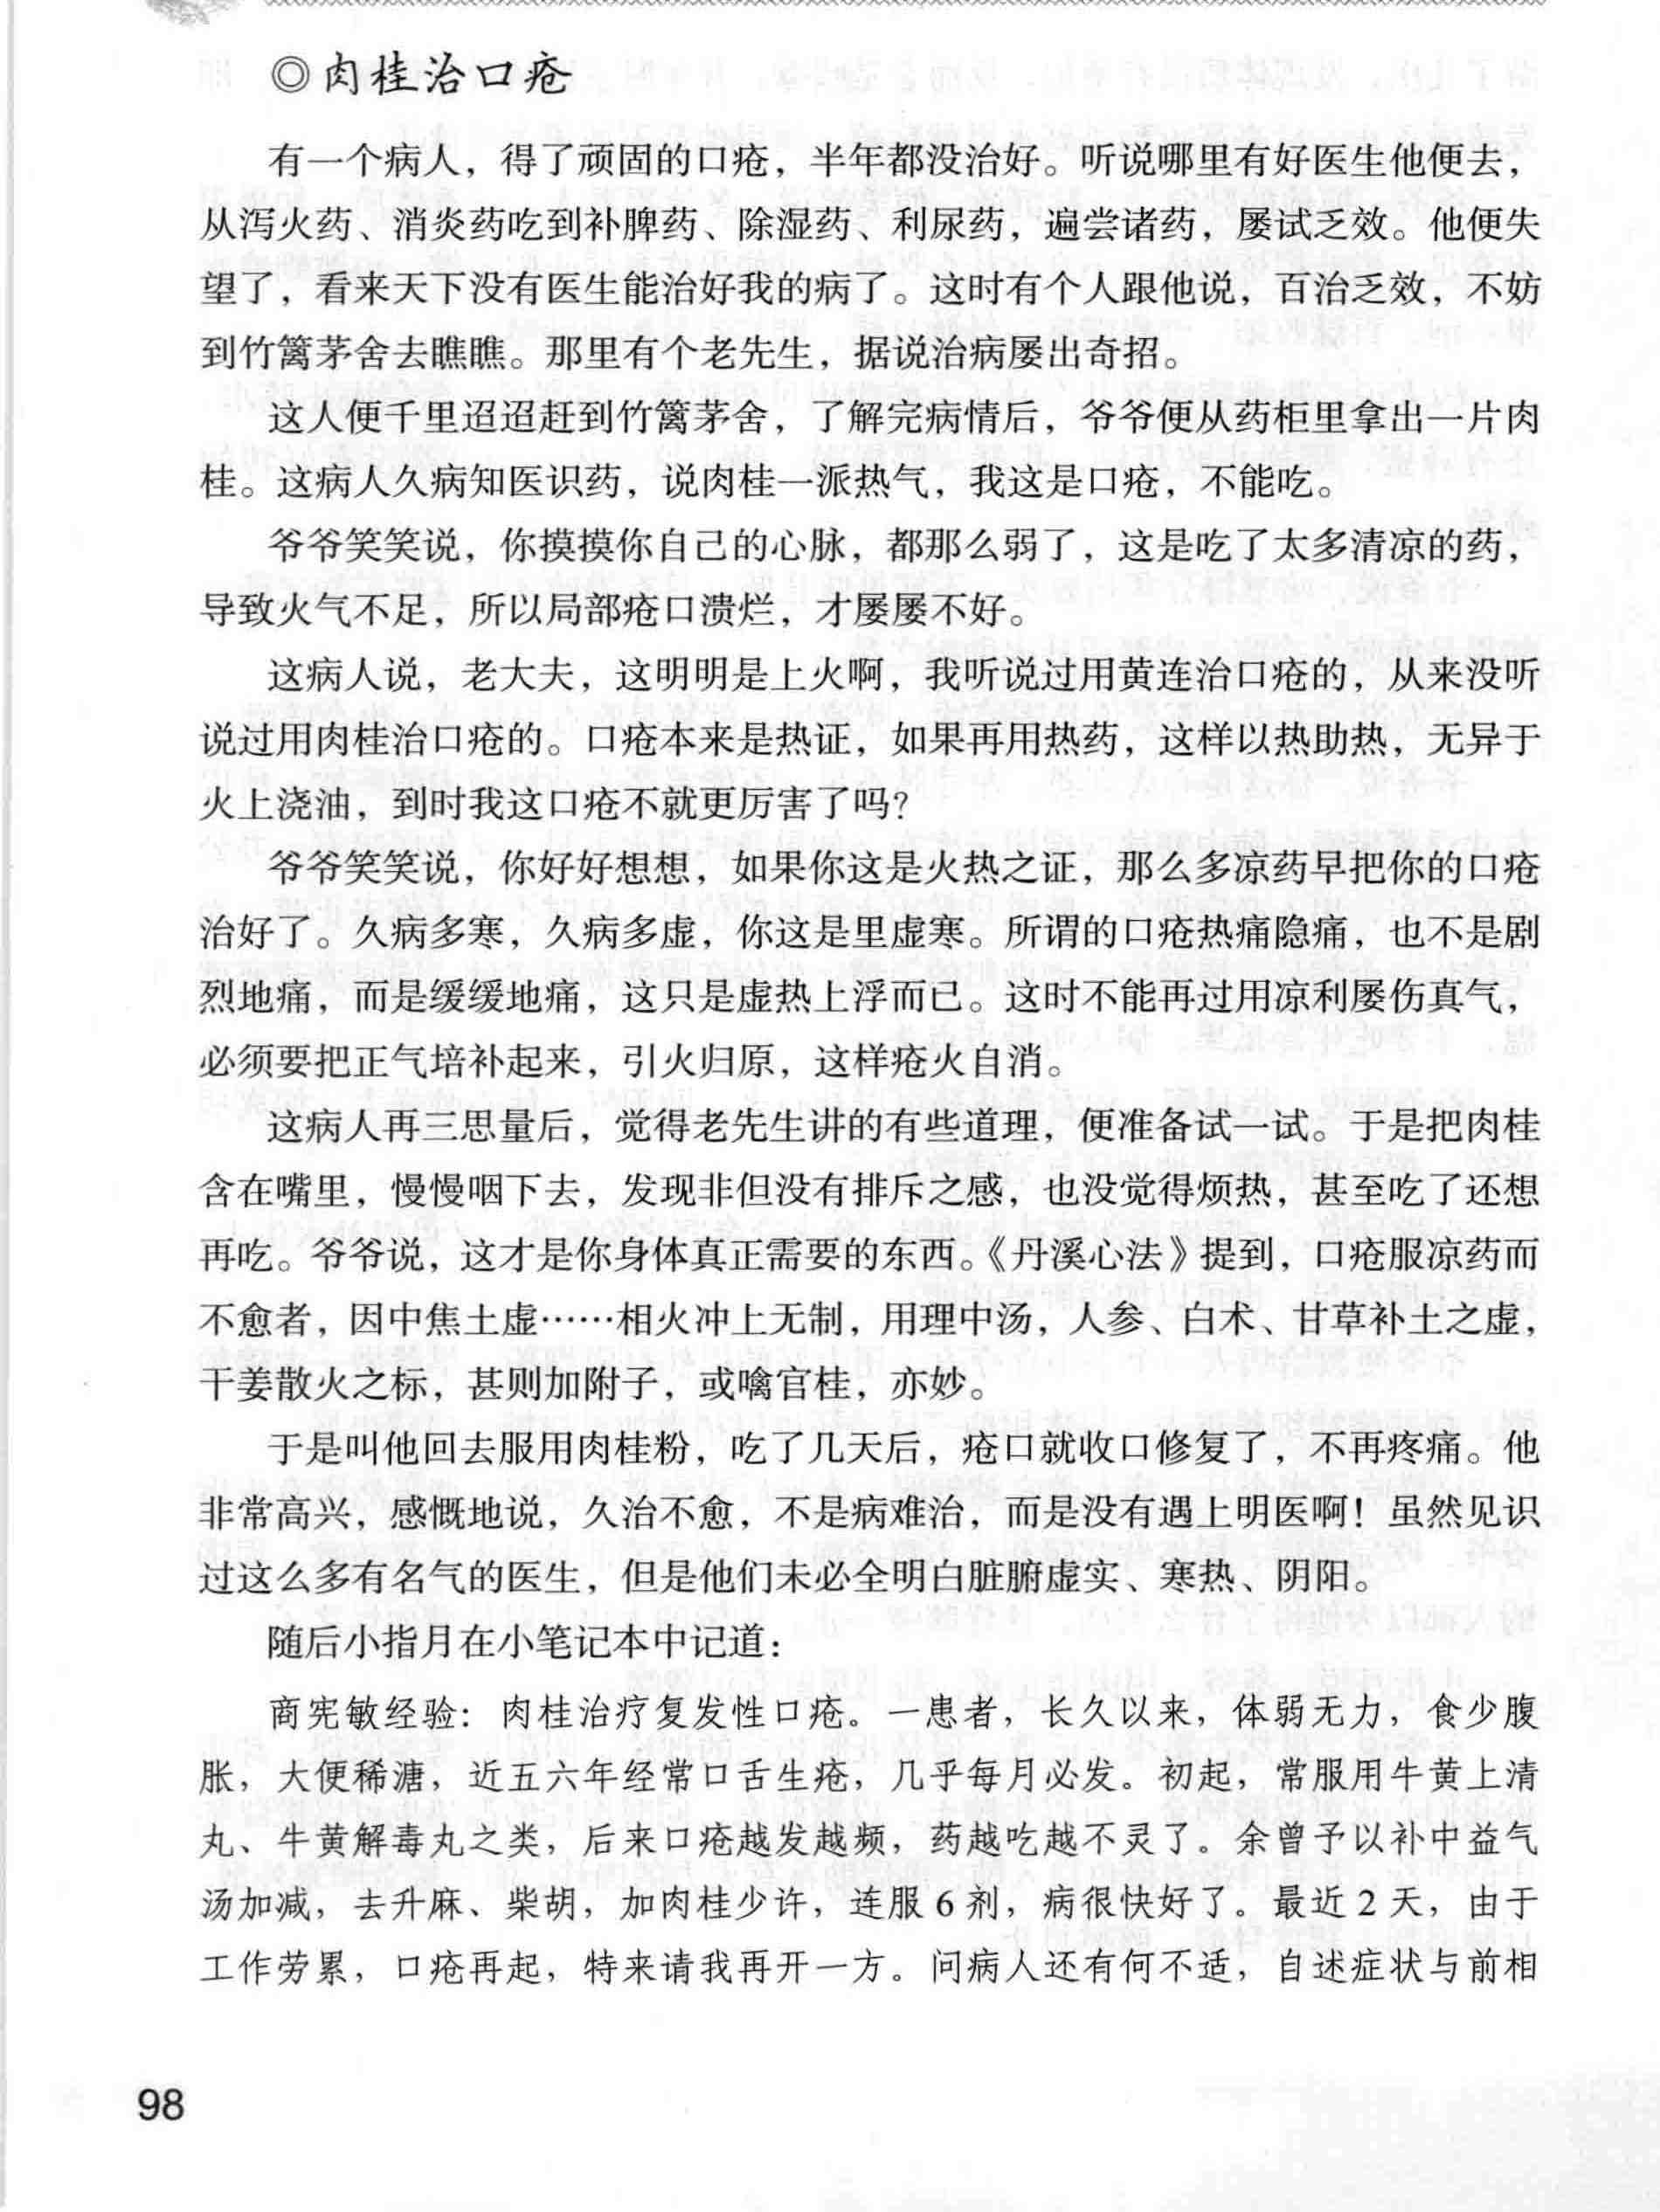 ◎肉桂治口疮
有一个病人，得了顽固的口疮，半年都没治好。听说哪里有好医生他便去，
从泻火药、消炎药吃到补脾药、除湿药、利尿药，遍尝诸药，屡试乏效。他便失
望了，看来天下没有医生能治好我的病了。这时有个人跟他说，百治乏效，不妨
到竹篱茅舍去瞧瞧。那里有个老先生，据说治病屡出奇招。
这人便千里迢迢赶到竹篱茅舍，了解完病情后，爷爷便从药柜里拿出一片肉
桂。这病人久病知医识药，说肉桂一派热气，我这是口疮，不能吃。
爷爷笑笑说，你摸摸你自己的心脉，都那么弱了，这是吃了太多清凉的药，
导致火气不足，所以局部疮口溃烂，才屡屡不好。
这病人说，老大夫，这明明是上火啊，我听说过用黄连治口疮的，从来没听
说过用肉桂治口疮的。口疮本来是热证，如果再用热药，这样以热助热，无异于
火上浇油，到时我这口疮不就更厉害了吗？
爷爷笑笑说，你好好想想，如果你这是火热之证，那么多凉药早把你的口疮
治好了。久病多寒，久病多虚，你这是里虚寒。所谓的口疮热痛隐痛，也不是剧
烈地痛，而是缓缓地痛，这只是虚热上浮而已。这时不能再过用凉利屡伤真气，
必须要把正气培补起来，引火归原，这样疮火自消。
这病人再三思量后，觉得老先生讲的有些道理，便准备试一试。于是把肉桂
含在嘴里，慢慢咽下去，发现非但没有排斥之感，也没觉得烦热，甚至吃了还想
再吃。爷爷说，这才是你身体真正需要的东西。《丹溪心法》提到，口疮服凉药而
不愈者，因中焦土虚……相火冲上无制，用理中汤，人参、白术、甘草补土之虚，
干姜散火之标，甚则加附子，或噙官桂，亦妙。
于是叫他回去服用肉桂粉，吃了几天后，疮口就收口修复了，不再疼痛。他
非常高兴，感慨地说，久治不愈，不是病难治，而是没有遇上明医啊！虽然见识
过这么多有名气的医生，但是他们未必全明白脏腑虚实、寒热、阴阳。
随后小指月在小笔记本中记道：
商宪敏经验：肉桂治疗复发性口疮。一患者，长久以来，体弱无力，食少腹
胀，大便稀溏，近五六年经常口舌生疮，几乎每月必发。初起，常服用牛黄上清
丸、牛黄解毒丸之类，后来口疮越发越频，药越吃越不灵了。余曾予以补中益气
汤加减，去升麻、柴胡，加肉桂少许，连服 6 剂，病很快好了。最近 2 天，由于
工作劳累，口疮再起，特来请我再开一方。问病人还有何不适，自述症状与前相
98